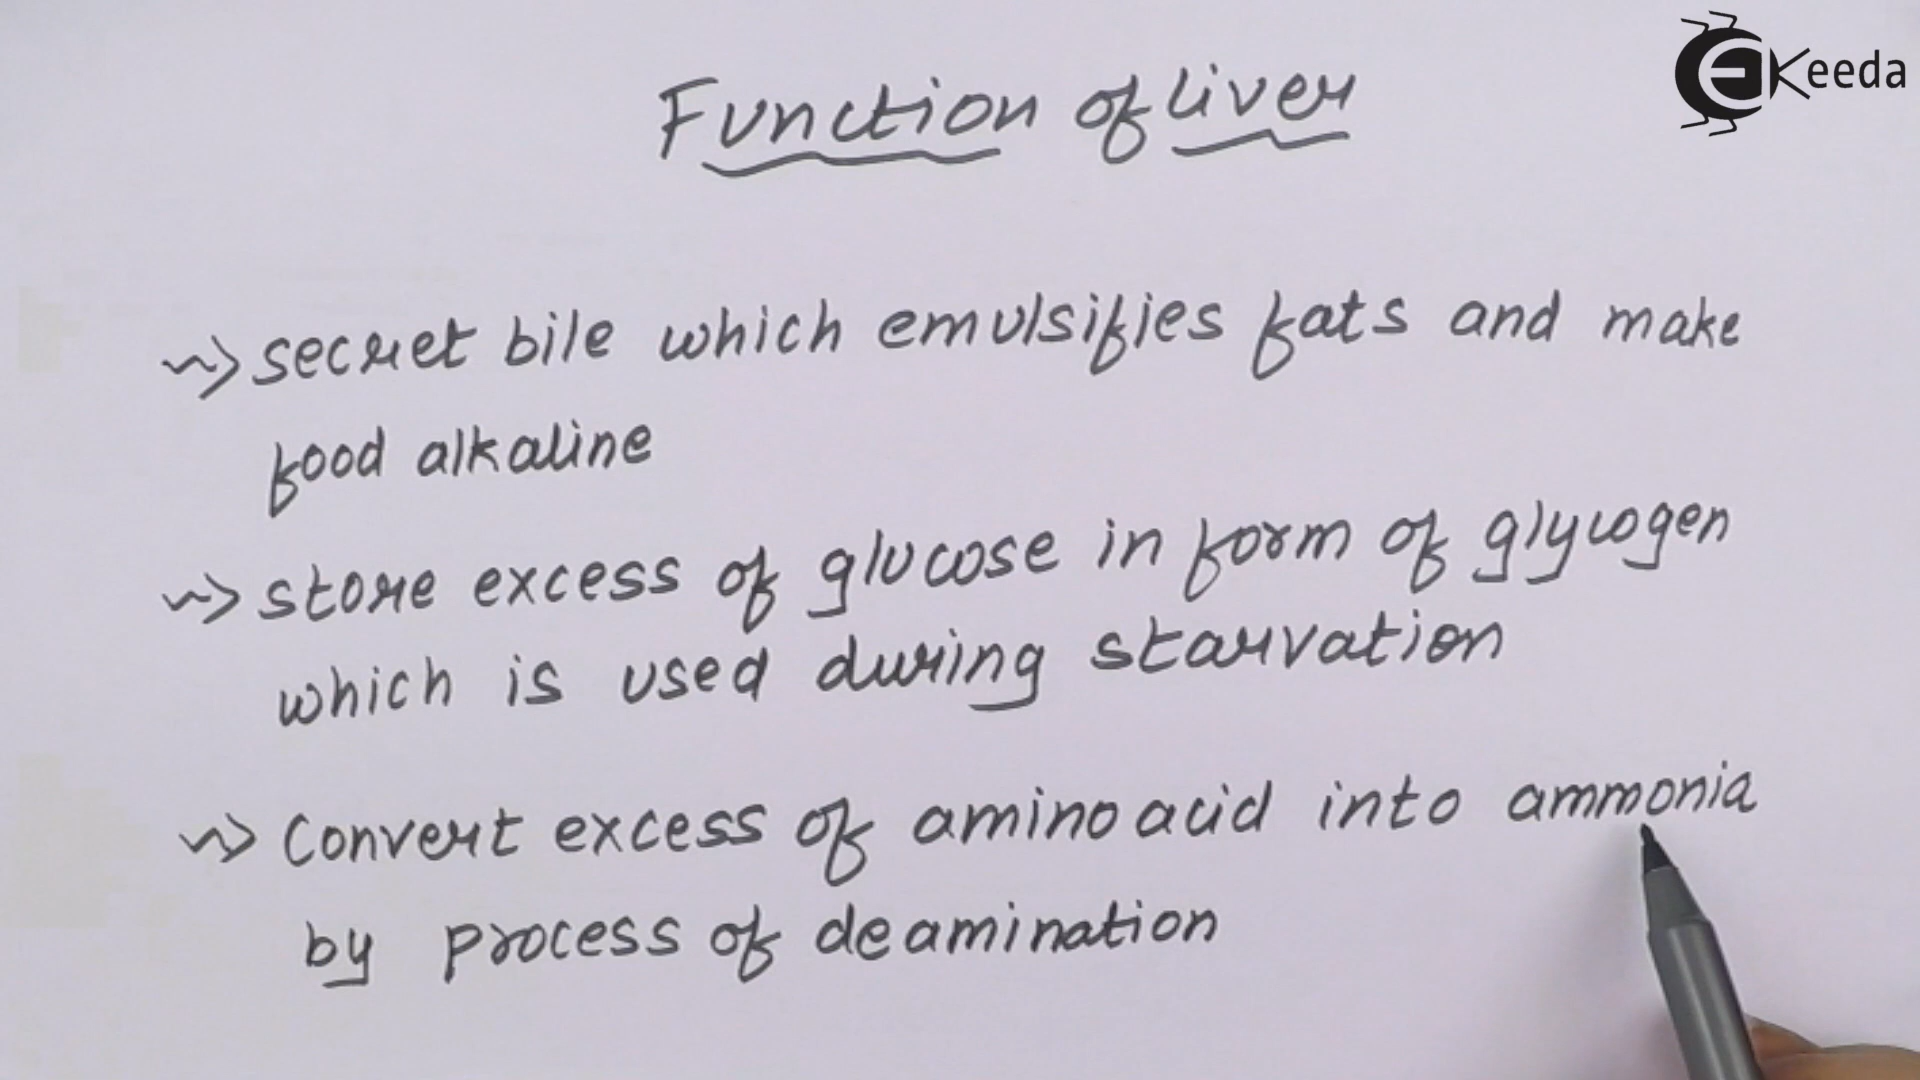 EKeeda
Function of liver
~> secret bile which emulsifies fats and make
food alkaline
~> store excess of glucose in form of glycogen
which is used during starvation
~> Convert excess of amino acid into ammonia
by process of deamination